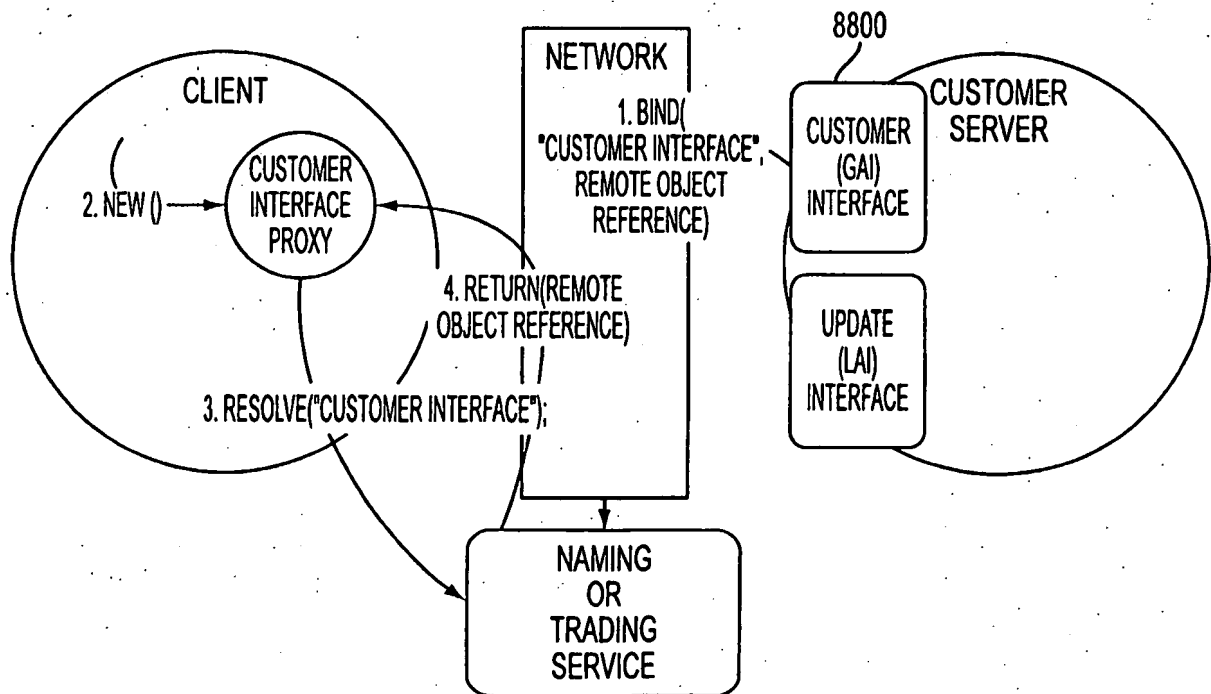 8800
NETWORK
CLIENT
CUSTOMER
SERVER
1. BIND(
"CUSTOMER INTERFACE",
REMOTE OBJECT
REFERENCE)
CUSTOMER
(GAI)
INTERFACE
2. NEW ()
CUSTOMER
INTERFACE
PROXY
4. RETURN(REMOTE
OBJECT REFERENCE)
UPDATE
(LAI)
INTERFACE
3. RESOLVE("CUSTOMER INTERFACE");
NAMING
OR
TRADING
SERVICE